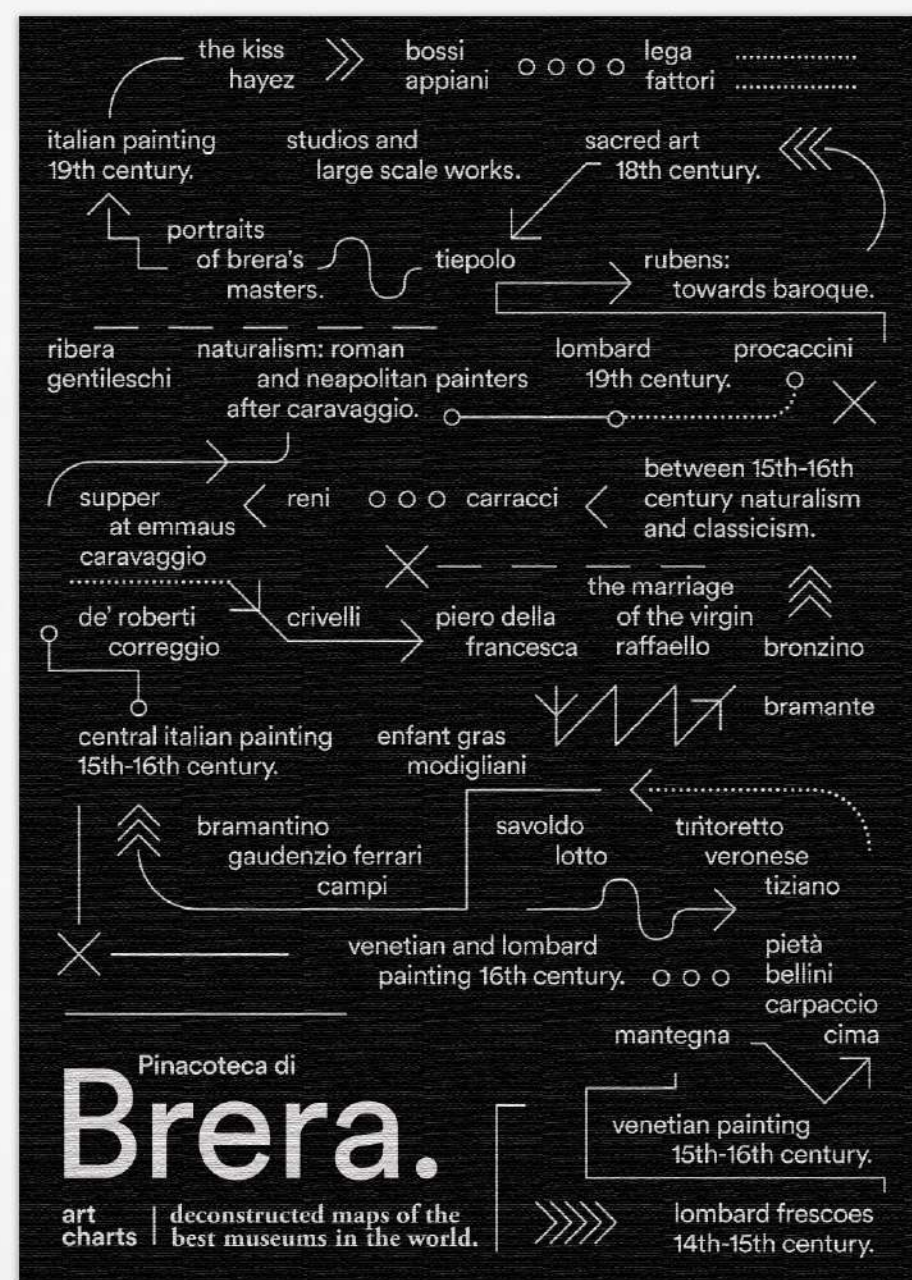 the kiss
hayez
bossi
appiani
lega
fattori
italian painting
19th century.
studios and
large scale works.
sacred art
18th century.
portraits
of brera's
masters.
tiepolo
rubens:
towards baroque.
ribera
gentileschi
naturalism: roman
and neapolitan painters
after caravaggio.
lombard
19th century.
procaccini
supper
at emmaus
caravaggio
reni
carracci
between 15th-16th
century naturalism
and classicism.
de' roberti
correggio
crivelli
piero della
francesca
the marriage
of the virgin
raffaello
bronzino
bramante
central italian painting
15th-16th century.
enfant gras
modigliani
bramantino
gaudenzio ferrari
campi
savoldo
lotto
tintoretto
veronese
tiziano
venetian and lombard
painting 16th century.
pietà
bellini
carpaccio
cima
mantegna
venetian painting
15th-16th century.
lombard frescoes
14th-15th century.
Pinacoteca di
Brera.
art
charts
deconstructed maps of the
best museums in the world.